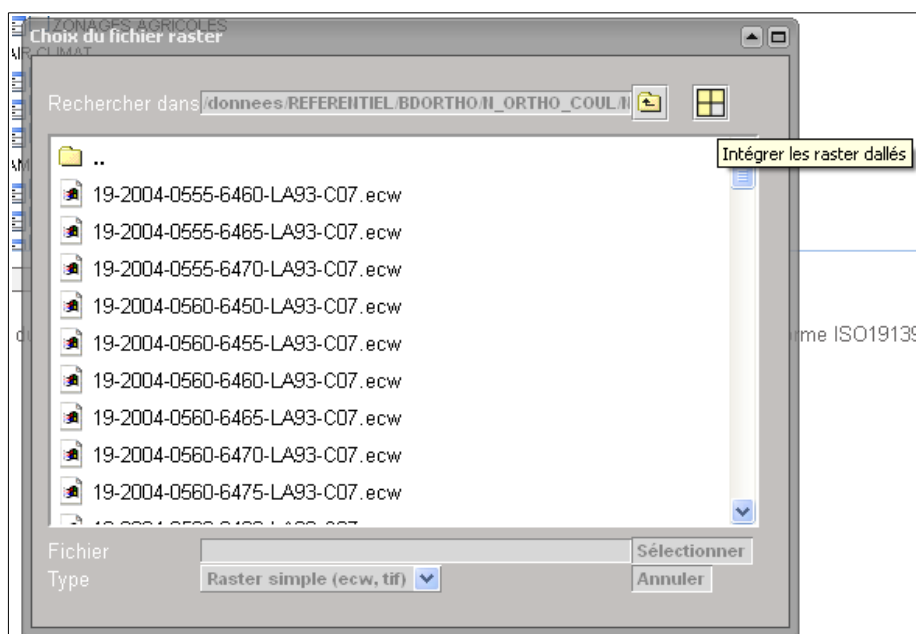 ZONAGES AGRICOLES
Choix du fichier raster
AIR CLIMAT
Rechercher dans /donnees/REFERENTIEL/BDORTHO/N_ORTHO_COUL/
Intégrer les raster dallés
..
19-2004-0555-6460-LA93-C07.ecw
19-2004-0555-6465-LA93-C07.ecw
19-2004-0555-6470-LA93-C07.ecw
19-2004-0560-6450-LA93-C07.ecw
19-2004-0560-6455-LA93-C07.ecw
19-2004-0560-6460-LA93-C07.ecw
19-2004-0560-6465-LA93-C07.ecw
19-2004-0560-6470-LA93-C07.ecw
19-2004-0560-6475-LA93-C07.ecw
rme ISO19139
Fichier
Sélectionner
Type Raster simple (ecw, tif)
Annuler